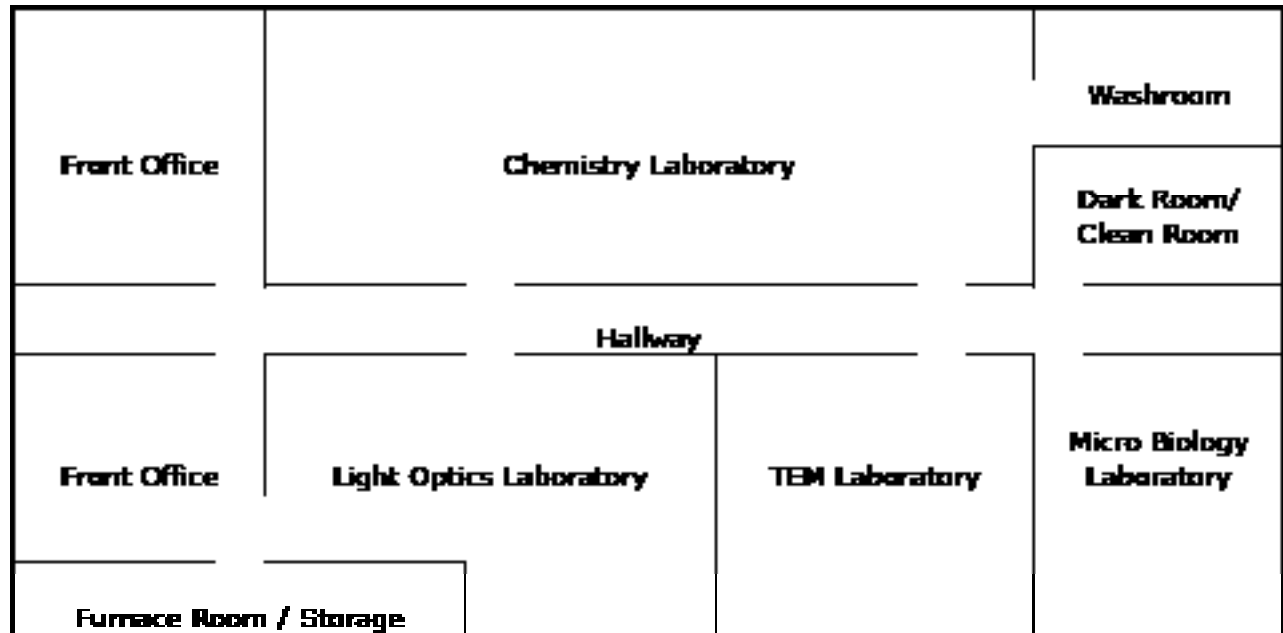 Front Office
Chemistry Laboratory
Washroom
Dark Room/
Clean Room
Hallway
Front Office
Light Optics Laboratory
TEM Laboratory
Micro Biology
Laboratory
Furnace Room / Storage